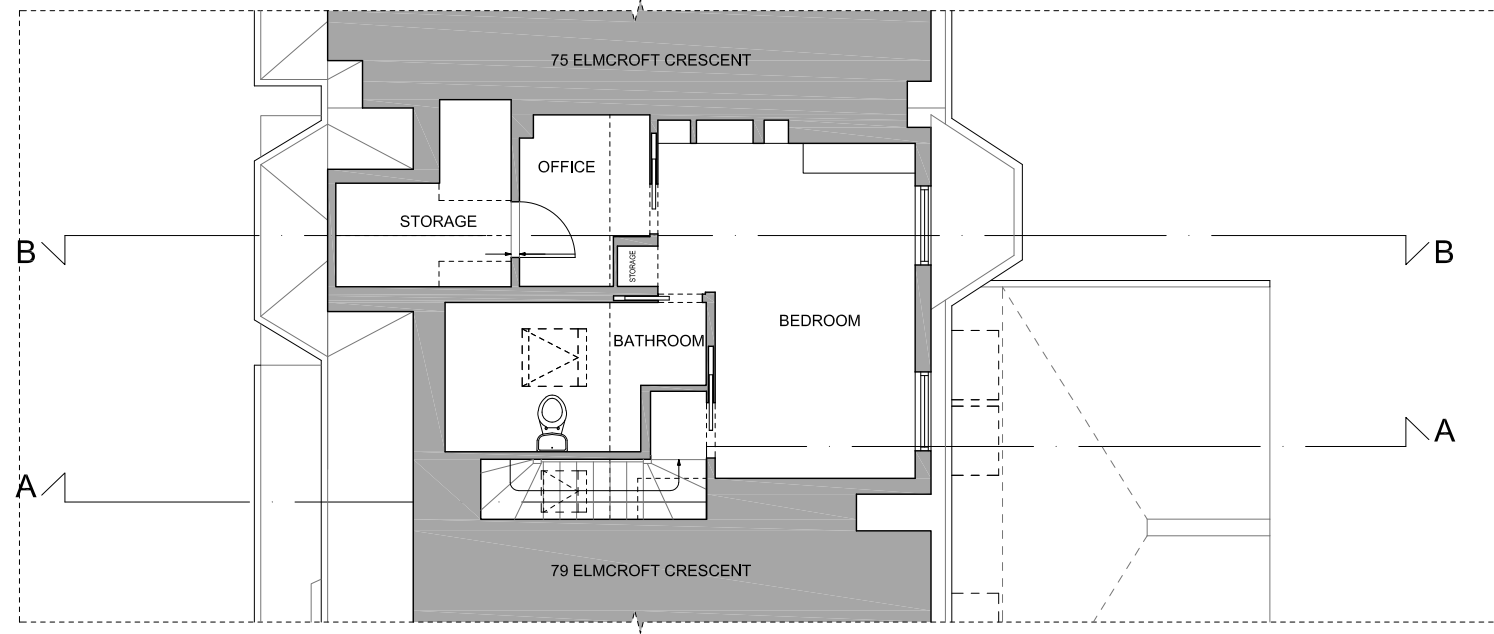 75 ELMCROFT CRESCENT
OFFICE
STORAGE
B
B
STORAGE
BEDROOM
BATHROOM
A
A
79 ELMCROFT CRESCENT